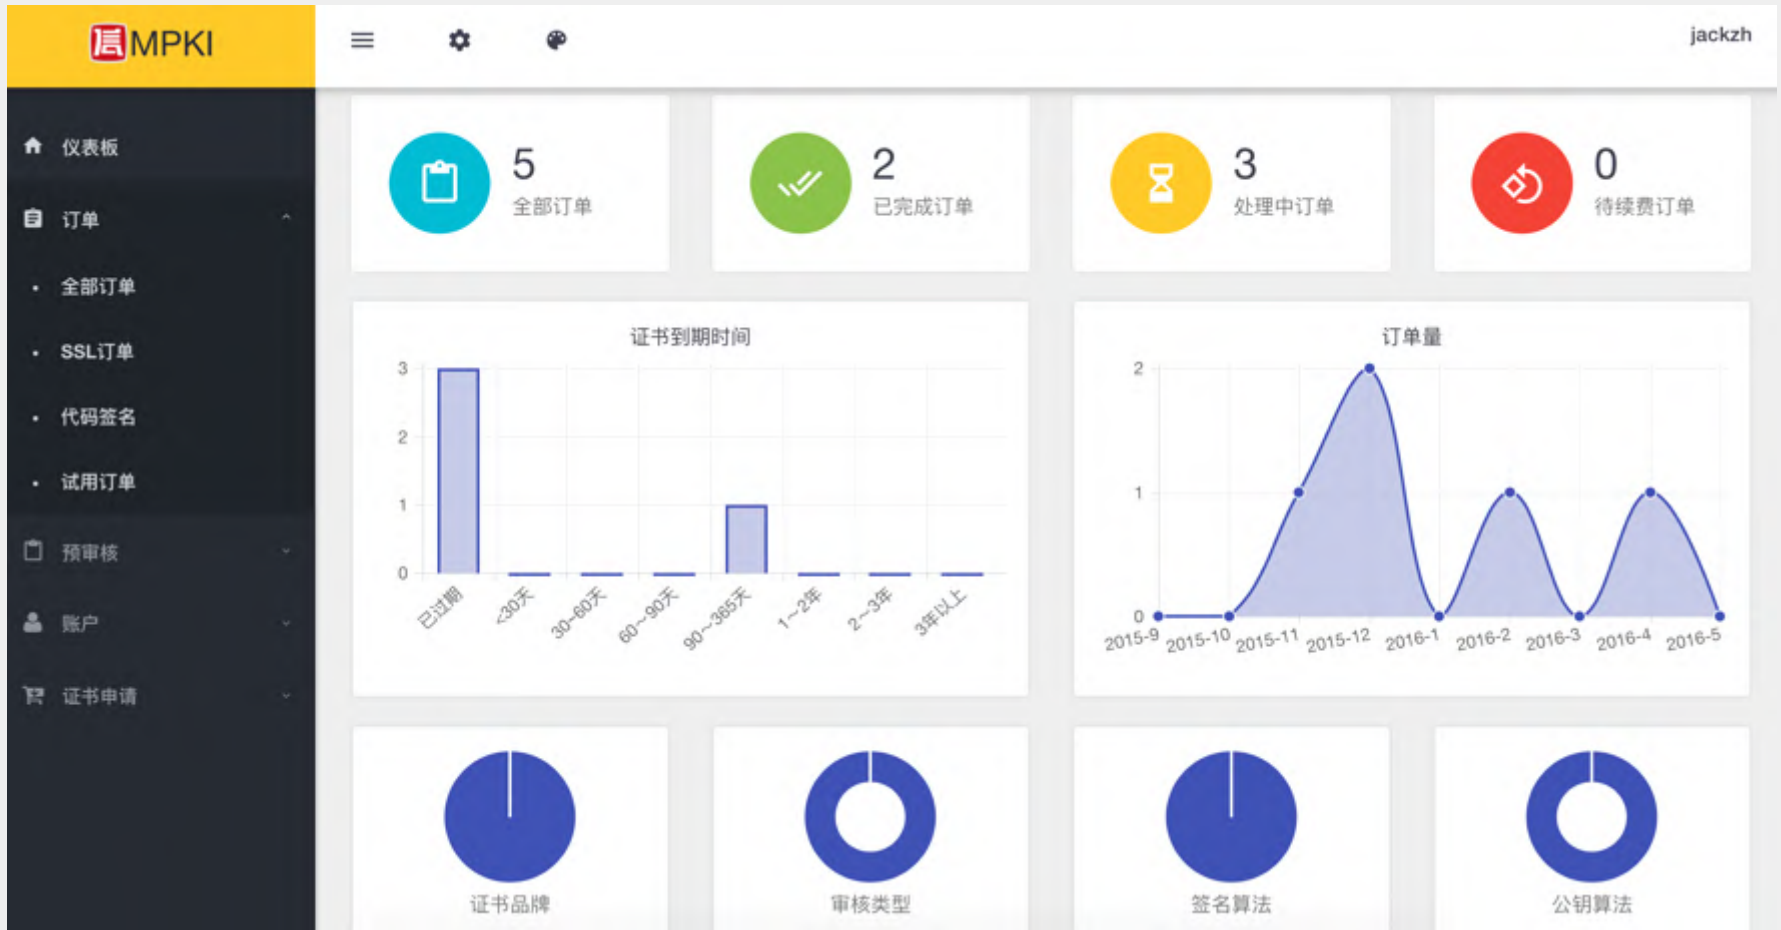 信MPKI
jackzh
仪表板
订单
全部订单
SSL订单
代码签名
试用订单
预审核
账户
证书申请
5
全部订单
2
已完成订单
3
处理中订单
0
待续费订单
证书到期时间
3
2
1
0
已过期
<30天
30~60天
60~90天
90~365天
1~2年
2~3年
3年以上
订单量
2
1
0
2015-9
2015-10
2015-11
2015-12
2016-1
2016-2
2016-3
2016-4
2016-5
证书品牌
审核类型
签名算法
公钥算法